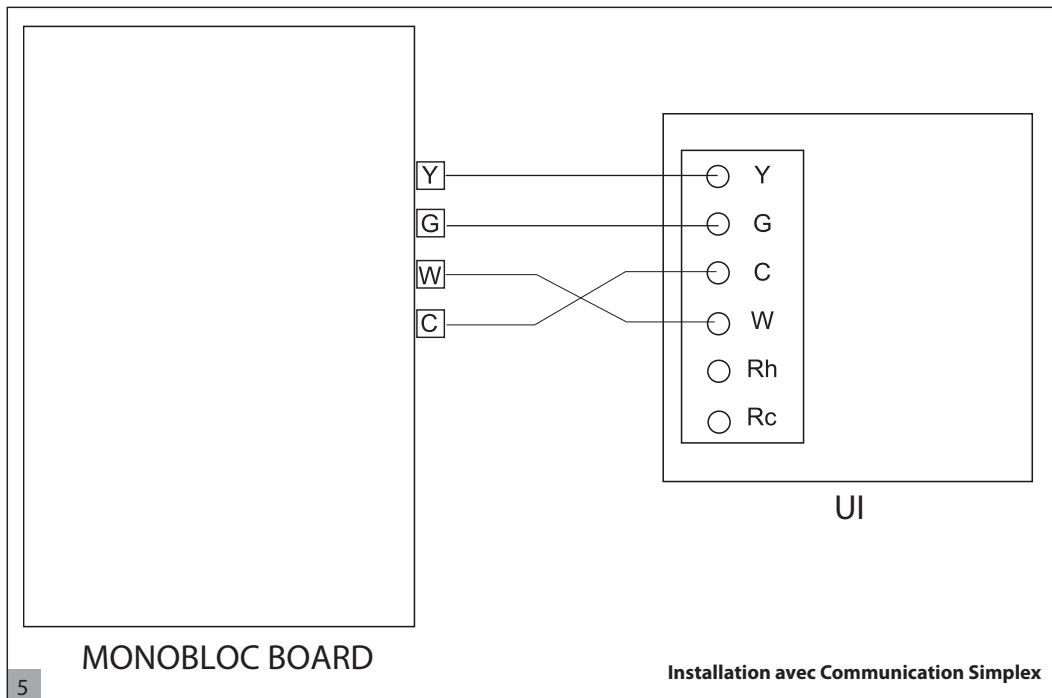 Y
G
W
C
Y
G
C
W
Rh
Rc
UI
MONOBLOC BOARD
Installation avec Communication Simplex
5